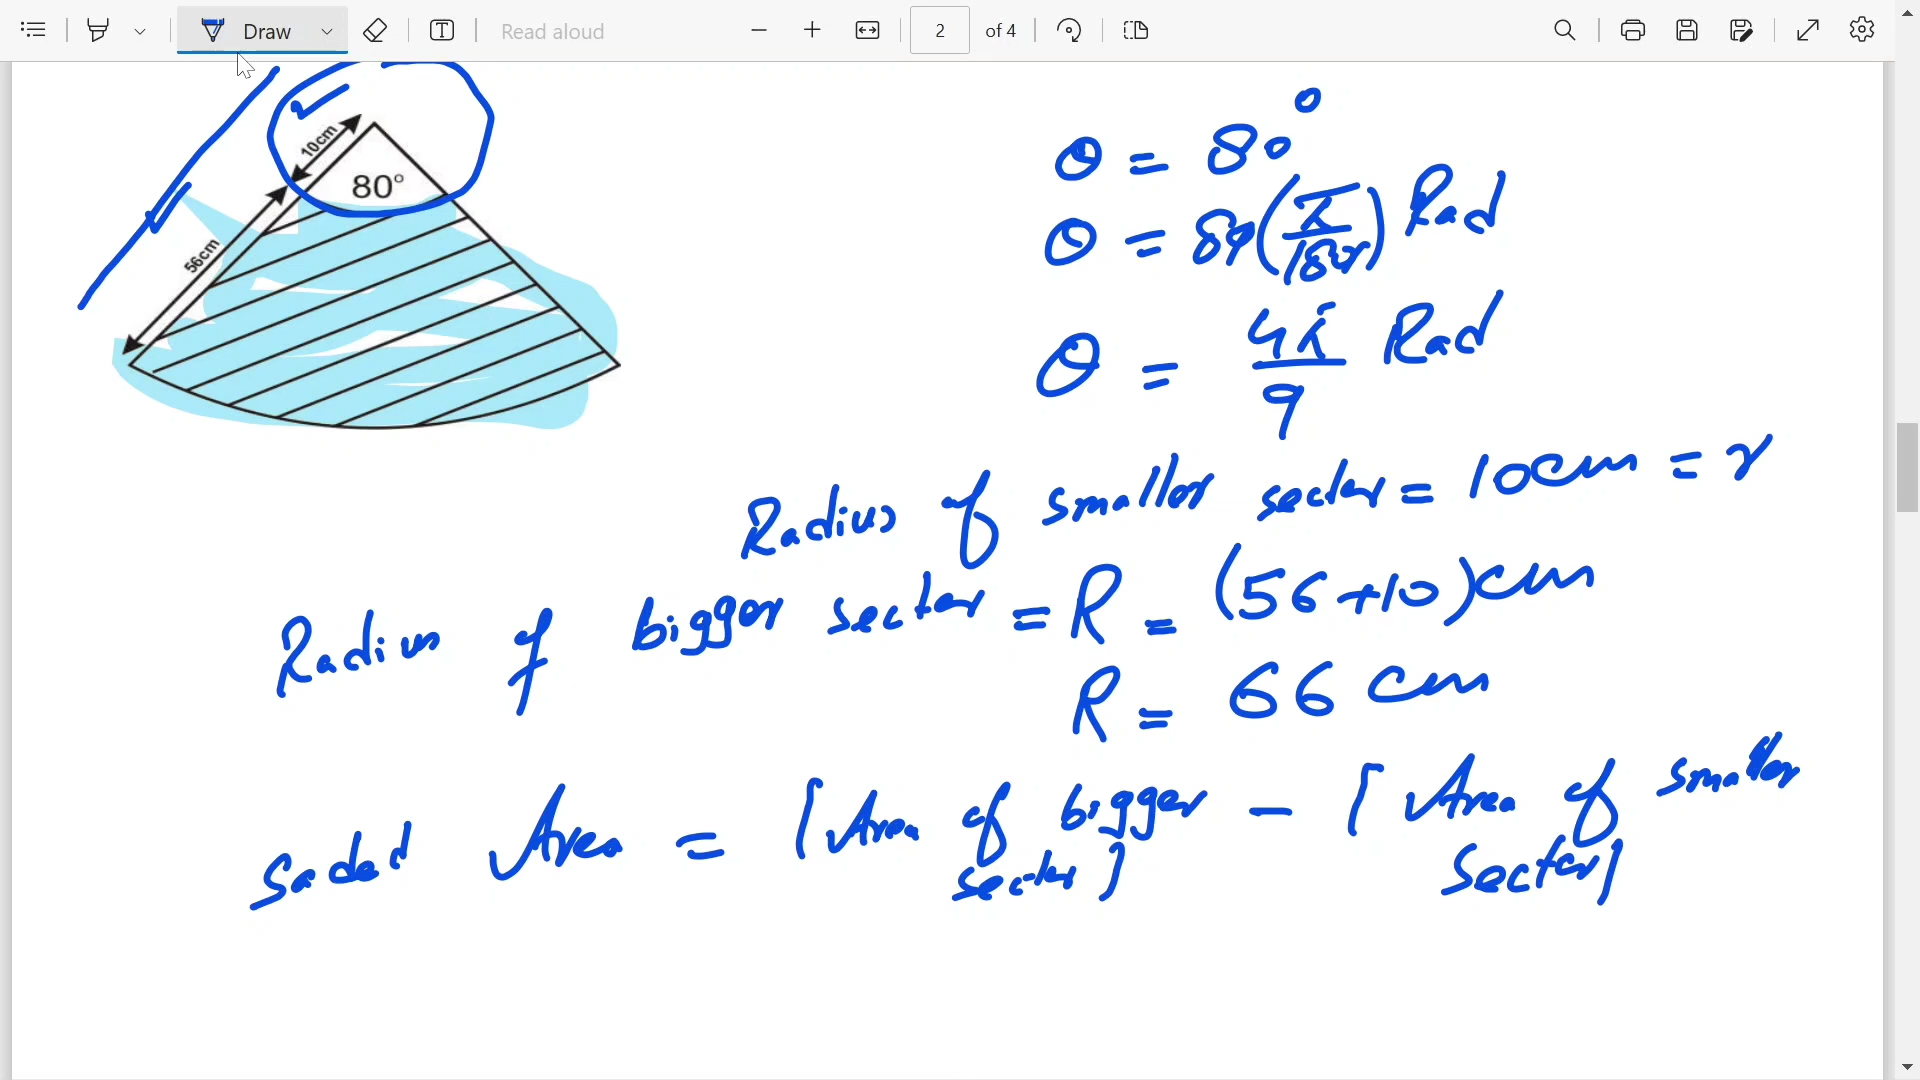 Draw
Read aloud
2 of 4
10cm
80°
56cm
θ = 80°
θ = 80(π/180) Rad
θ = 4π/9 Rad
Radius of smaller sector = 10cm = r
Radius of bigger sector = R = (56+10)cm
R = 66 cm
Saded Area = [Area of bigger sector] - [Area of smaller sector]